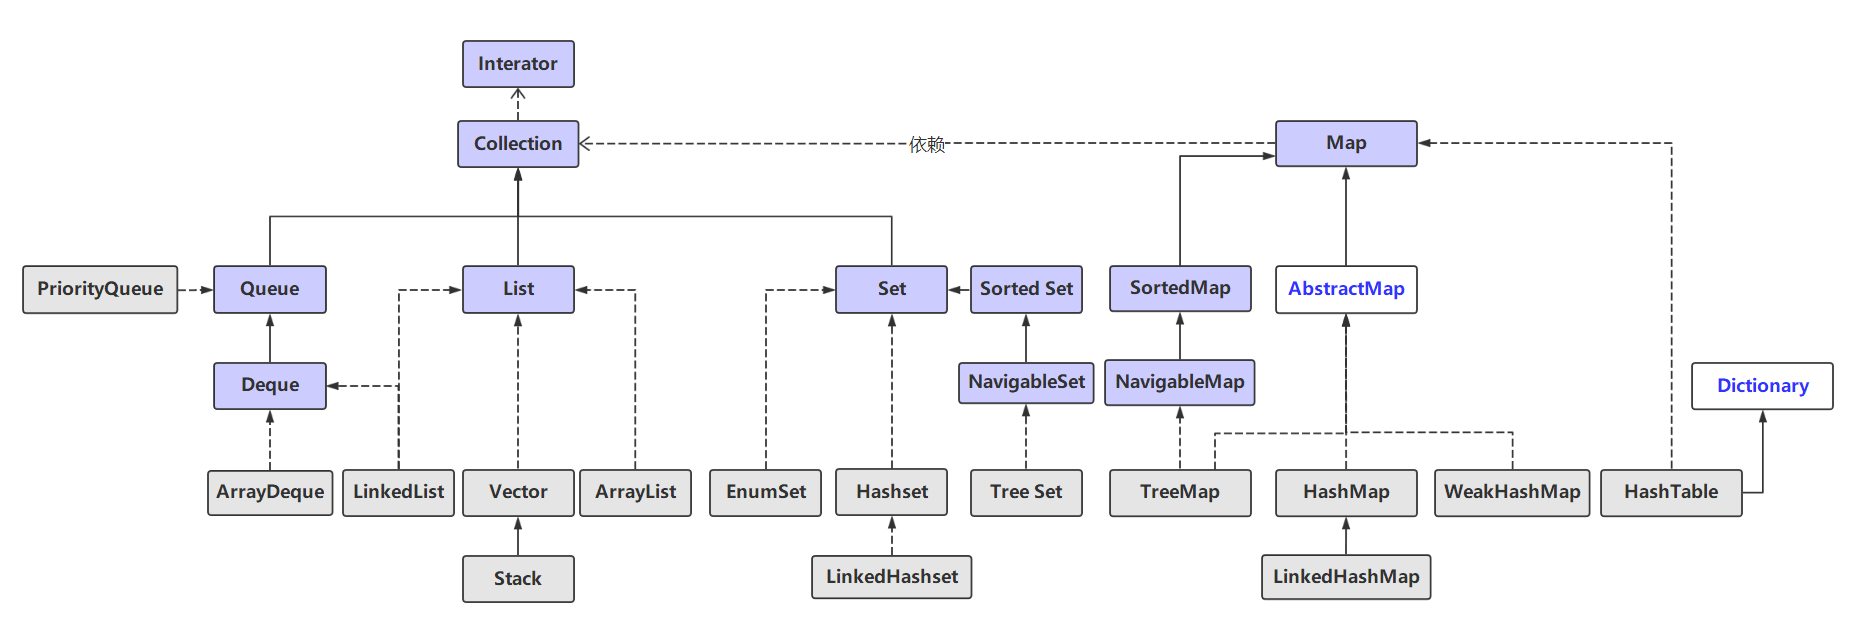 Interator
Collection
依赖
Map
PriorityQueue
Queue
List
Set
Sorted Set
SortedMap
AbstractMap
Deque
NavigableSet
NavigableMap
Dictionary
ArrayDeque
LinkedList
Vector
ArrayList
EnumSet
Hashset
Tree Set
TreeMap
HashMap
WeakHashMap
HashTable
Stack
LinkedHashset
LinkedHashMap